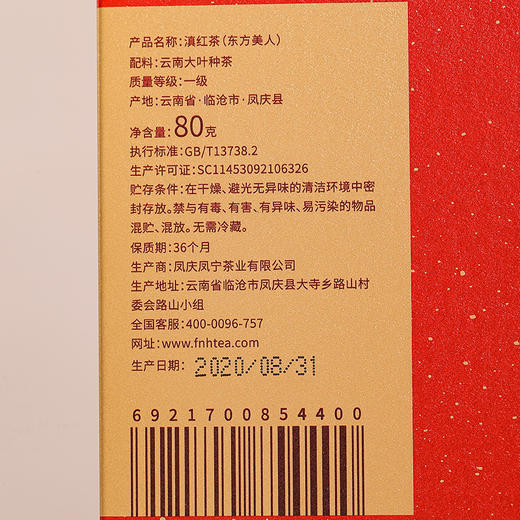 产品名称:滇红茶(东方美人)
配料:云南大叶种茶
质量等级:一级
产地:云南省·临沧市·凤庆县
净含量:80克
执行标准:GB/T13738.2
生产许可证:SC11453092106326
贮存条件:在干燥、避光无异味的清洁环境中密
封存放。禁与有毒、有害、有异味、易污染的物品
混贮、混放。无需冷藏。
保质期:36个月
生产商:凤庆凤宁茶业有限公司
生产地址:云南省临沧市凤庆县大寺乡路山村
委会路山小组
全国客服:400-0096-757
网址:www.fnhtea.com
生产日期:2020/08/31
6921700854400